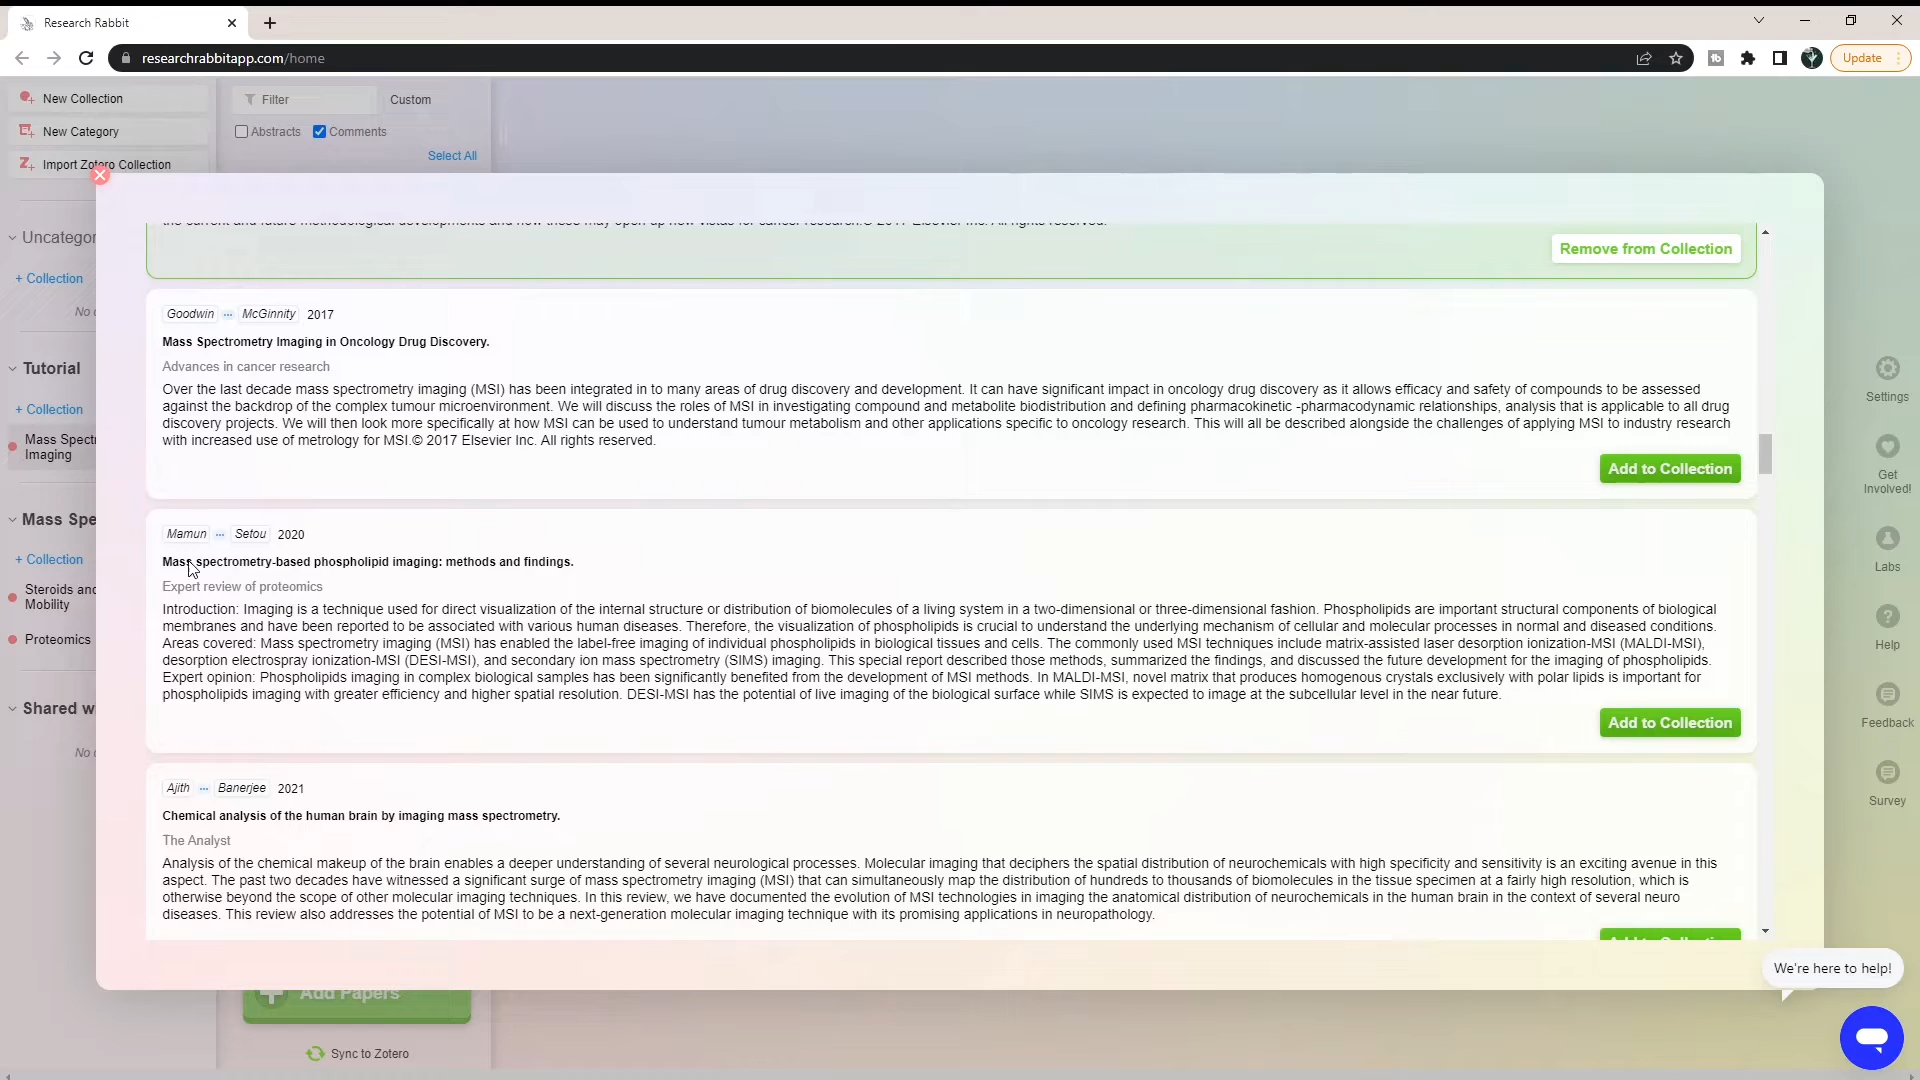 Research Rabbit
researchrabbitapp.com/home
Update
New Collection
New Category
Import Zotero Collection
Filter
Custom
Abstracts
Comments
Select All
Uncategor
+ Collection
No
Tutorial
+ Collection
Mass Spect
Imaging
Mass Spe
+ Collection
Steroids and
Mobility
Proteomics
Shared w
No
the current and future methodological developments and how these may open up new vistas for cancer research.© 2017 Elsevier Inc. All rights reserved.
Remove from Collection
Goodwin ··· McGinnity 2017
Mass Spectrometry Imaging in Oncology Drug Discovery.
Advances in cancer research
Over the last decade mass spectrometry imaging (MSI) has been integrated in to many areas of drug discovery and development. It can have significant impact in oncology drug discovery as it allows efficacy and safety of compounds to be assessed
against the backdrop of the complex tumour microenvironment. We will discuss the roles of MSI in investigating compound and metabolite biodistribution and defining pharmacokinetic -pharmacodynamic relationships, analysis that is applicable to all drug
discovery projects. We will then look more specifically at how MSI can be used to understand tumour metabolism and other applications specific to oncology research. This will all be described alongside the challenges of applying MSI to industry research
with increased use of metrology for MSI.© 2017 Elsevier Inc. All rights reserved.
Add to Collection
Mamun ··· Setou 2020
Mass spectrometry-based phospholipid imaging: methods and findings.
Expert review of proteomics
Introduction: Imaging is a technique used for direct visualization of the internal structure or distribution of biomolecules of a living system in a two-dimensional or three-dimensional fashion. Phospholipids are important structural components of biological
membranes and have been reported to be associated with various human diseases. Therefore, the visualization of phospholipids is crucial to understand the underlying mechanism of cellular and molecular processes in normal and diseased conditions.
Areas covered: Mass spectrometry imaging (MSI) has enabled the label-free imaging of individual phospholipids in biological tissues and cells. The commonly used MSI techniques include matrix-assisted laser desorption ionization-MSI (MALDI-MSI),
desorption electrospray ionization-MSI (DESI-MSI), and secondary ion mass spectrometry (SIMS) imaging. This special report described those methods, summarized the findings, and discussed the future development for the imaging of phospholipids.
Expert opinion: Phospholipids imaging in complex biological samples has been significantly benefited from the development of MSI methods. In MALDI-MSI, novel matrix that produces homogenous crystals exclusively with polar lipids is important for
phospholipids imaging with greater efficiency and higher spatial resolution. DESI-MSI has the potential of live imaging of the biological surface while SIMS is expected to image at the subcellular level in the near future.
Add to Collection
Ajith ··· Banerjee 2021
Chemical analysis of the human brain by imaging mass spectrometry.
The Analyst
Analysis of the chemical makeup of the brain enables a deeper understanding of several neurological processes. Molecular imaging that deciphers the spatial distribution of neurochemicals with high specificity and sensitivity is an exciting avenue in this
aspect. The past two decades have witnessed a significant surge of mass spectrometry imaging (MSI) that can simultaneously map the distribution of hundreds to thousands of biomolecules in the tissue specimen at a fairly high resolution, which is
otherwise beyond the scope of other molecular imaging techniques. In this review, we have documented the evolution of MSI technologies in imaging the anatomical distribution of neurochemicals in the human brain in the context of several neuro
diseases. This review also addresses the potential of MSI to be a next-generation molecular imaging technique with its promising applications in neuropathology.
Add to Collection
Add Papers
Sync to Zotero
Settings
Get
Involved!
Labs
Help
Feedback
Survey
We're here to help!